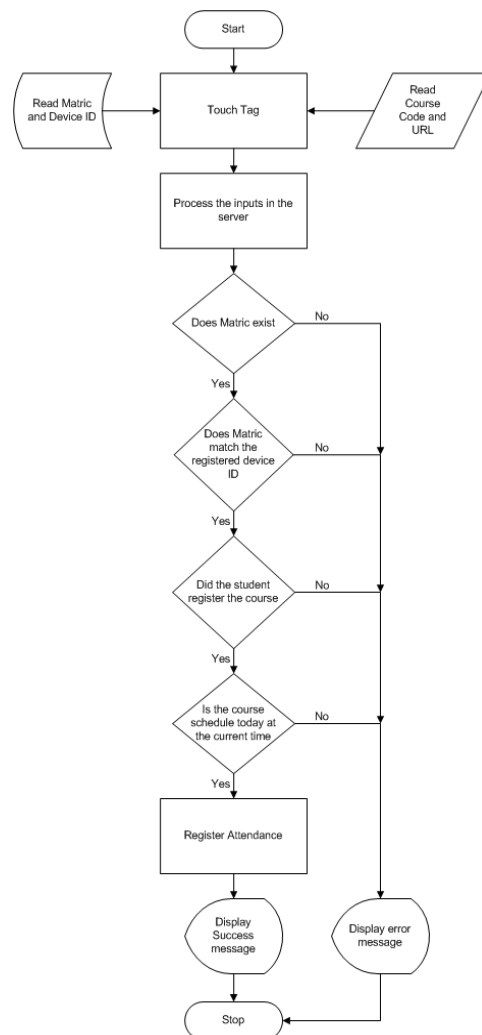 Start
Read Matric
and Device ID
Touch Tag
Read
Course
Code and
URL
Process the inputs in the
server
Does Matric exist
No
Yes
Does Matric
match the
registered device
ID
No
Yes
Did the student
register the course
No
Yes
Is the course
schedule today at
the current time
No
Yes
Register Attendance
Display
Success
message
Display error
message
Stop